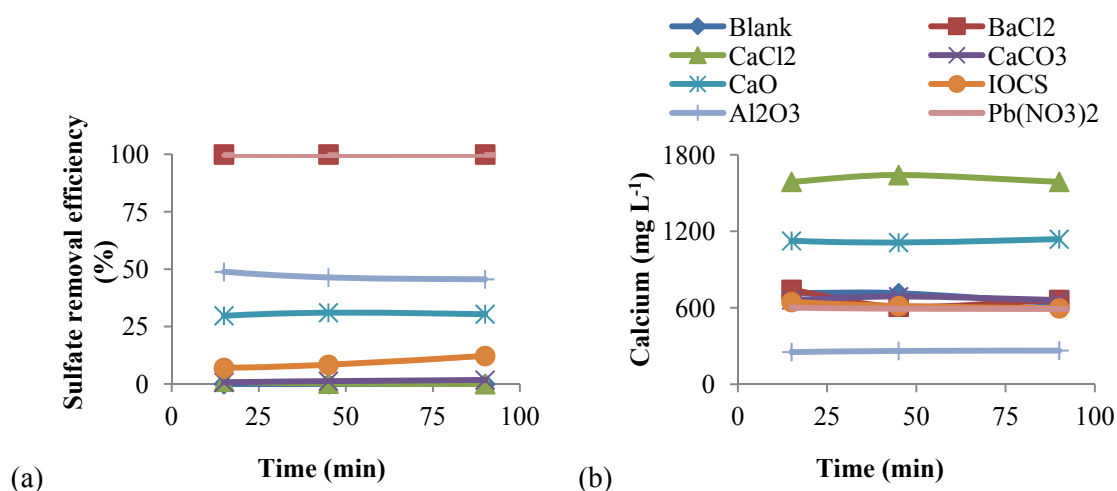 Blank
BaCl2
CaCl2
CaCO3
CaO
IOCS
Al2O3
Pb(NO3)2
Sulfate removal efficiency
(%)
100
75
50
25
0
0
25
50
75
100
Time (min)
(a)
Calcium (mg L-1)
1800
1200
600
0
0
25
50
75
100
Time (min)
(b)